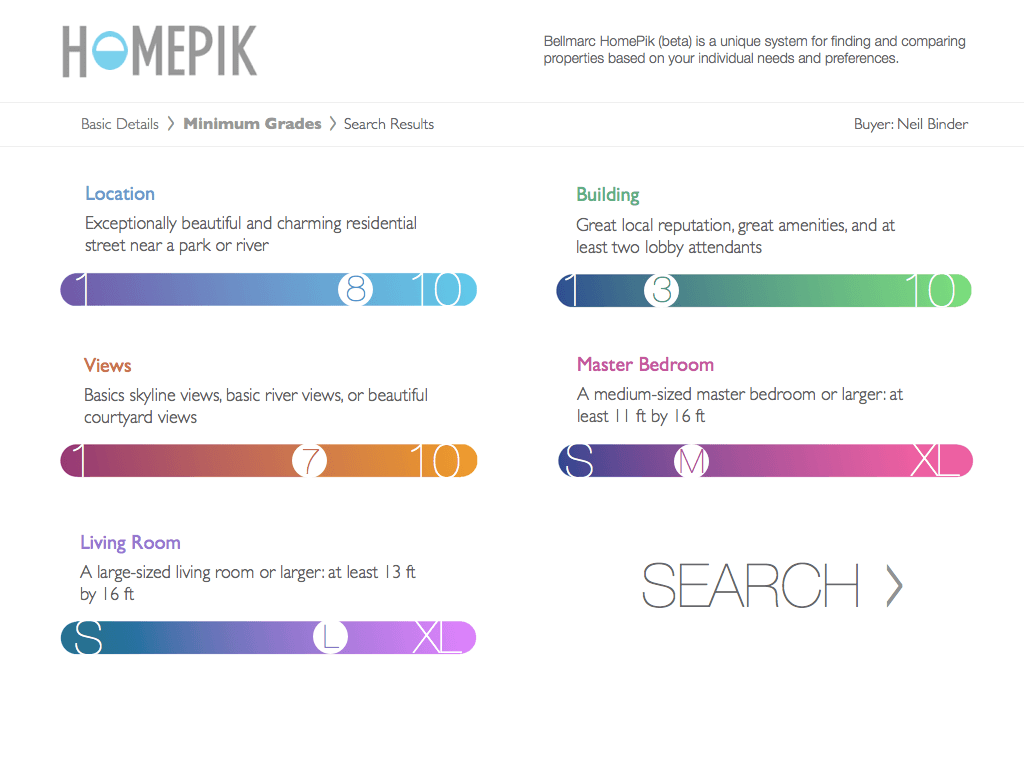 HOMEPIK
Bellmarc HomePik (beta) is a unique system for finding and comparing
properties based on your individual needs and preferences.
Basic Details > Minimum Grades > Search Results
Buyer: Neil Binder
Location
Exceptionally beautiful and charming residential
street near a park or river
1 8 10
Building
Great local reputation, great amenities, and at
least two lobby attendants
1 3 10
Views
Basics skyline views, basic river views, or beautiful
courtyard views
1 7 10
Master Bedroom
A medium-sized master bedroom or larger: at
least 11 ft by 16 ft
S M XL
Living Room
A large-sized living room or larger: at least 13 ft
by 16 ft
S L XL
SEARCH >